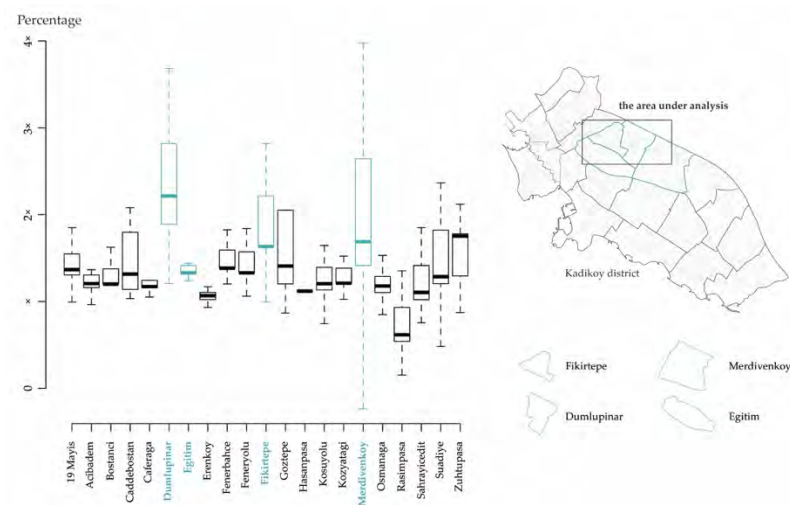 Percentage
4×
3×
2×
×
0
19 Mayis
Acibadem
Bostanci
Caddebostan
Caferaga
Dumlupinar
Egitim
Erenkoy
Fenerbahce
Feneryolu
Fikirtepe
Goztepe
Hasanpasa
Kosuyolu
Kozyatagi
Merdivenkoy
Osmanaga
Rasimpasa
Sahrayicedit
Suadiye
Zuhtupasa
the area under analysis
Kadikoy district
Fikirtepe
Merdivenkoy
Dumlupinar
Egitim